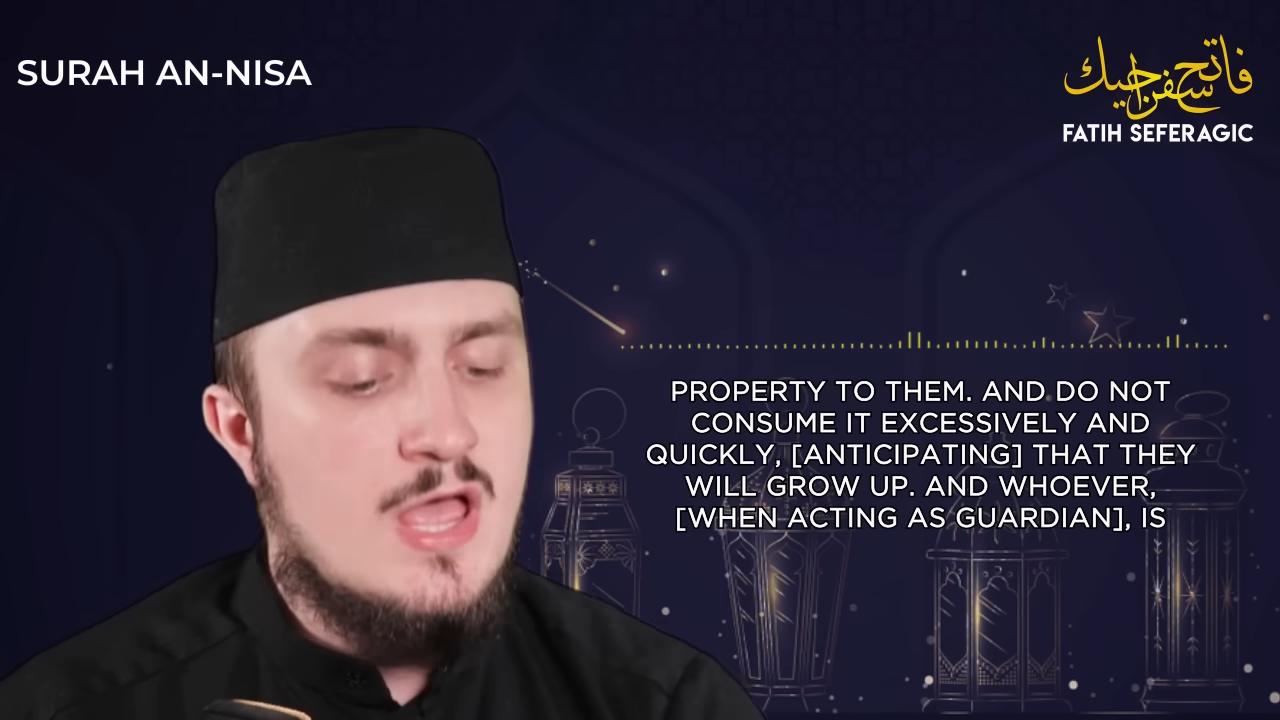 SURAH AN-NISA
فاتح سفراجيك
FATIH SEFERAGIC
PROPERTY TO THEM. AND DO NOT
CONSUME IT EXCESSIVELY AND
QUICKLY, [ANTICIPATING] THAT THEY
WILL GROW UP. AND WHOEVER,
[WHEN ACTING AS GUARDIAN], IS